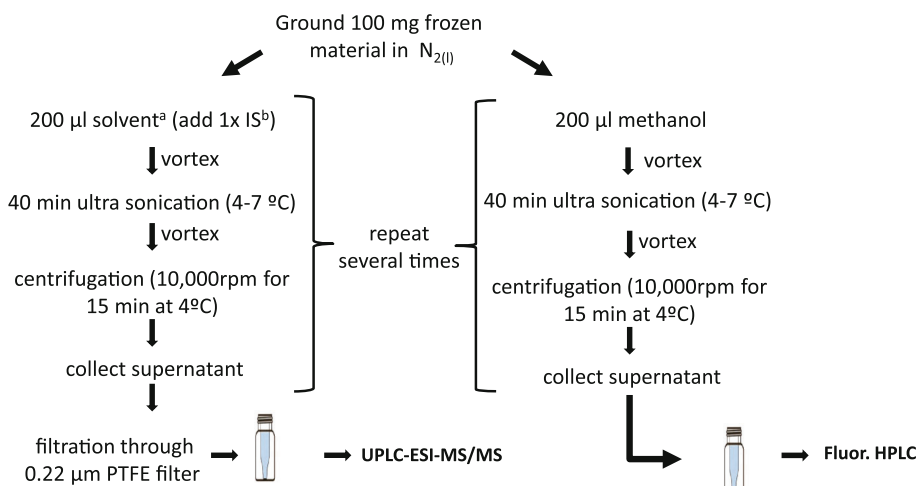 Ground 100 mg frozen
material in N2(l)
200 µl solventᵃ (add 1x ISᵇ)
vortex
40 min ultra sonication (4-7 ºC)
vortex
centrifugation (10,000rpm for
15 min at 4ºC)
collect supernatant
filtration through
0.22 µm PTFE filter
UPLC-ESI-MS/MS
repeat
several times
200 µl methanol
vortex
40 min ultra sonication (4-7 ºC)
vortex
centrifugation (10,000rpm for
15 min at 4ºC)
collect supernatant
Fluor. HPLC